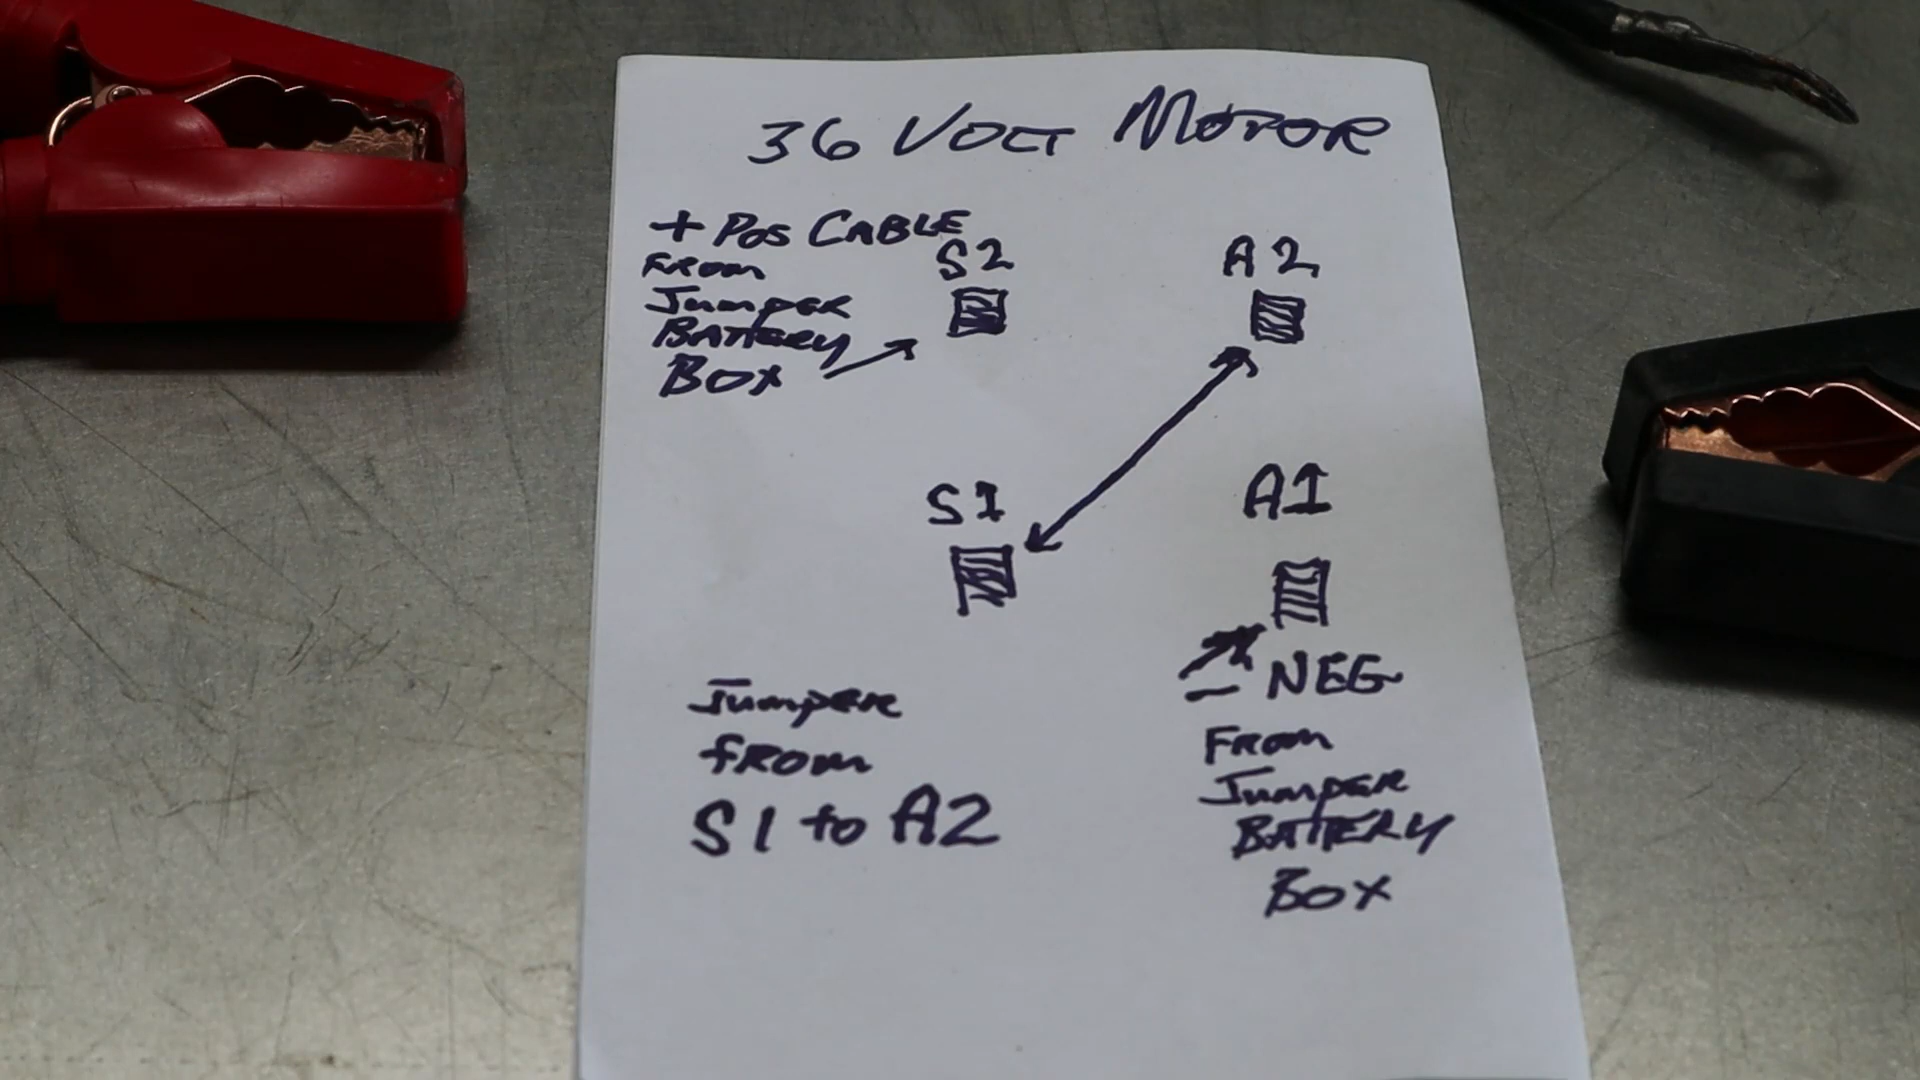 36 VOLT MOTOR
+ POS CABLE
FROM
JUMPER
BATTERY
BOX
S2
A2
S1
A1
JUMPER
FROM
S1 to A2
- NEG
FROM
JUMPER
BATTERY
BOX